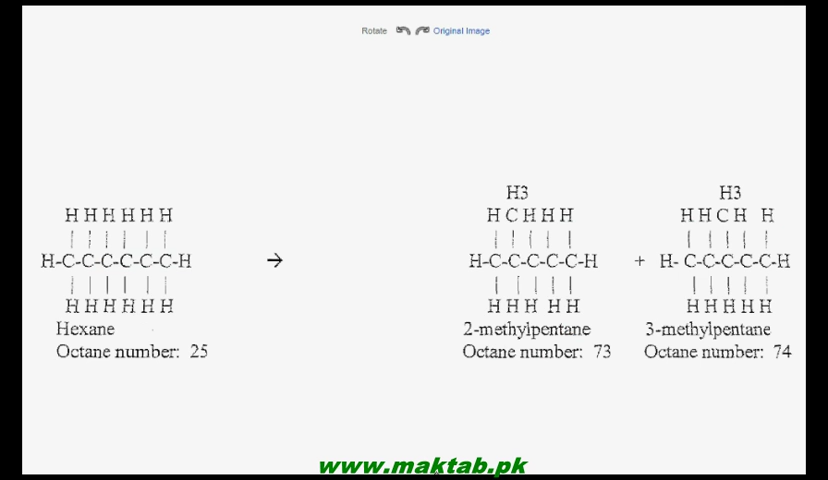 Rotate Original Image
H3 H3
H H H H H H H C H H H H H C H H
H-C-C-C-C-C-C-H → H-C-C-C-C-C-H + H- C-C-C-C-C-H
H H H H H H H H H H H H H H H H
Hexane 2-methylpentane 3-methylpentane
Octane number: 25 Octane number: 73 Octane number: 74
www.maktab.pk